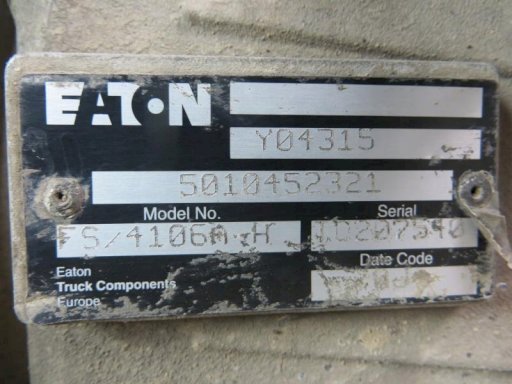 EATON
Y04315
5010452321
Model No. Serial
FS/4106A-H
Date Code
Eaton
Truck Components
Europe